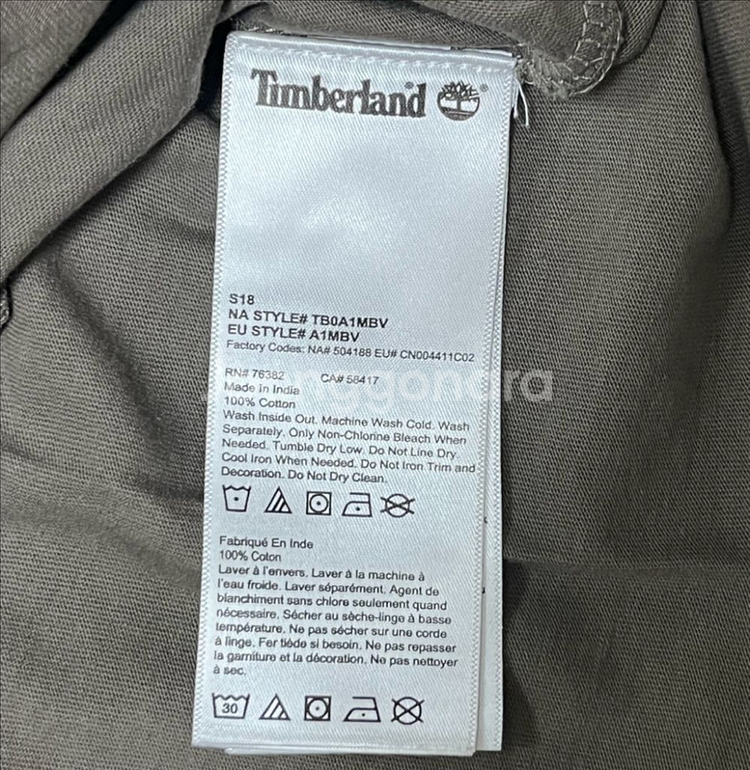 Timberland®
S18
NA STYLE# TB0A1MBV
EU STYLE# A1MBV
Factory Codes: NA# 504188 EU# CN004411C02
RN# 76382 CA# 58417
Made in India
100% Cotton
Wash Inside Out. Machine Wash Cold. Wash
Separately. Only Non-Chlorine Bleach When
Needed. Tumble Dry Low. Do Not Line Dry.
Cool Iron When Needed. Do Not Iron Trim and
Decoration. Do Not Dry Clean.
Fabriqué En Inde
100% Coton
Laver à l'envers. Laver à la machine à
l'eau froide. Laver séparément. Agent de
blanchiment sans chlore seulement quand
nécessaire. Sécher au sèche-linge à basse
température. Ne pas sécher sur une corde
à linge. Fer tiède si besoin. Ne pas repasser
la garniture et la décoration. Ne pas nettoyer
à sec.
30